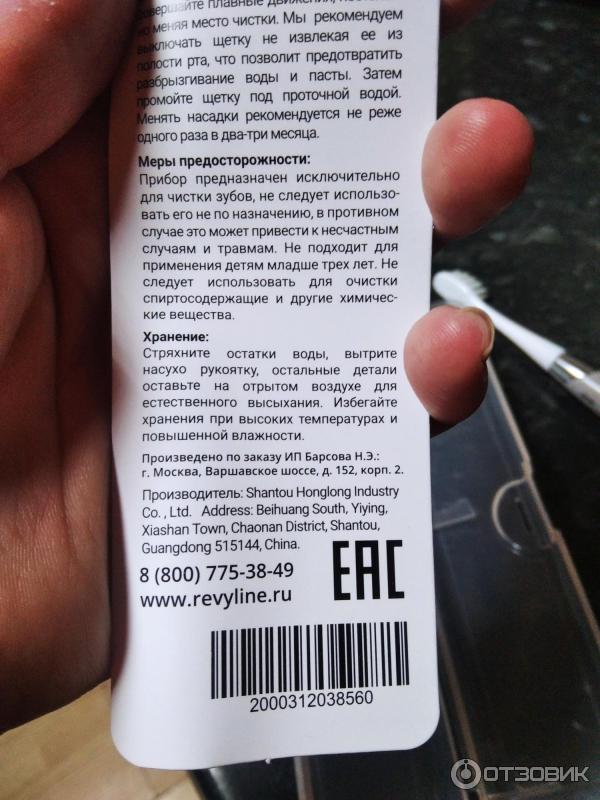 Совершайте плавные движения,
но меняя место чистки. Мы рекомендуем
выключать щетку не извлекая ее из
полости рта, что позволит предотвратить
разбрызгивание воды и пасты. Затем
промойте щетку под проточной водой.
Менять насадки рекомендуется не реже
одного раза в два-три месяца.
Меры предосторожности:
Прибор предназначен исключительно
для чистки зубов, не следует использо-
вать его не по назначению, в противном
случае это может привести к несчастным
случаям и травмам. Не подходит для
применения детям младше трех лет. Не
следует использовать для очистки
спиртосодержащие и другие химичес-
кие вещества.
Хранение:
Стряхните остатки воды, вытрите
насухо рукоятку, остальные детали
оставьте на отрытом воздухе для
естественного высыхания. Избегайте
хранения при высоких температурах и
повышенной влажности.
Произведено по заказу ИП Барсова Н.Э.:
г. Москва, Варшавское шоссе, д. 152, корп. 2.
Производитель: Shantou Honglong Industry
Co. , Ltd. Address: Beihuang South, Yiying,
Xiashan Town, Chaonan District, Shantou,
Guangdong 515144, China.
8 (800) 775-38-49
www.revyline.ru
EAC
2000312038560
ОТЗОВИК